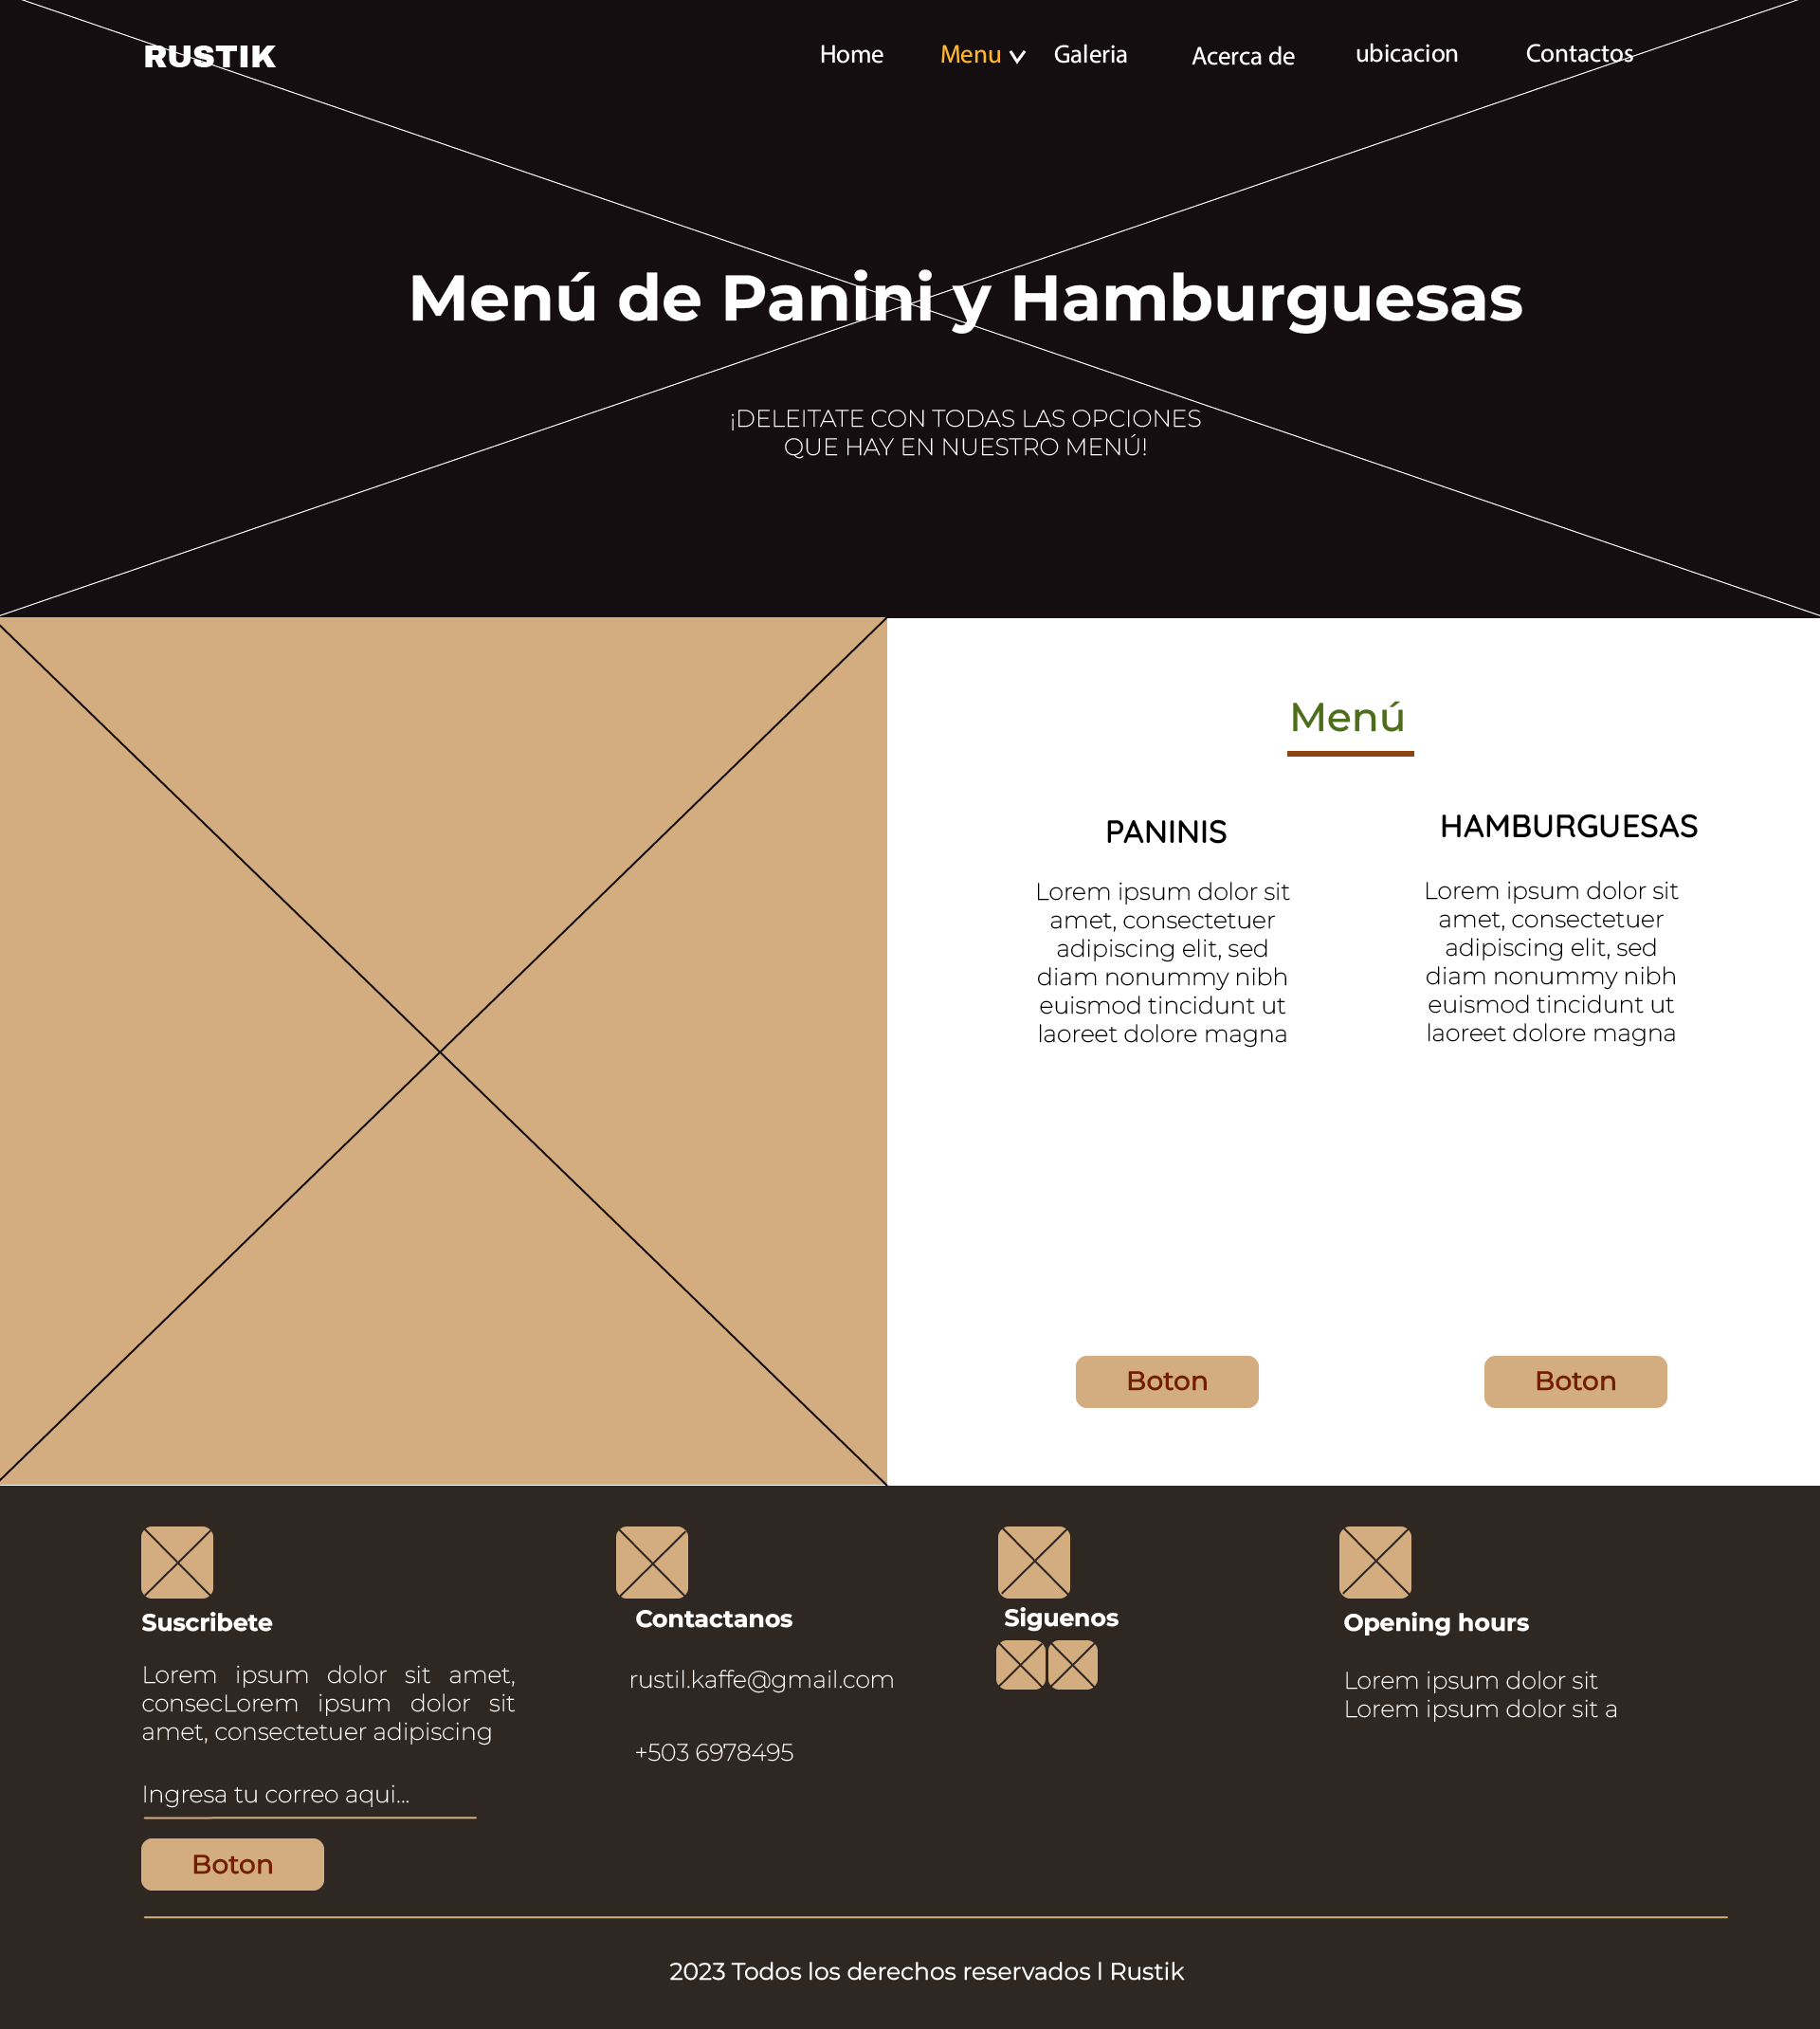 RUSTIK
Home Menu Galeria Acerca de ubicacion Contactos
Menú de Panini y Hamburguesas
¡DELEITATE CON TODAS LAS OPCIONES
QUE HAY EN NUESTRO MENÚ!
Menú
PANINIS
Lorem ipsum dolor sit
amet, consectetuer
adipiscing elit, sed
diam nonummy nibh
euismod tincidunt ut
laoreet dolore magna
Boton
HAMBURGUESAS
Lorem ipsum dolor sit
amet, consectetuer
adipiscing elit, sed
diam nonummy nibh
euismod tincidunt ut
laoreet dolore magna
Boton
Suscribete
Lorem ipsum dolor sit amet,
consecLorem ipsum dolor sit
amet, consectetuer adipiscing
Ingresa tu correo aqui...
Boton
Contactanos
rustil.kaffe@gmail.com
+503 6978495
Siguenos
Opening hours
Lorem ipsum dolor sit
Lorem ipsum dolor sit a
2023 Todos los derechos reservados l Rustik